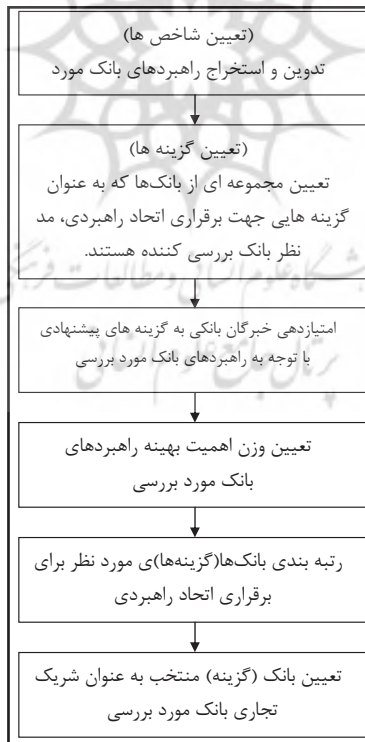 (تعیین شاخص ها)
تدوین و استخراج راهبردهای بانک مورد
(تعیین گزینه ها)
تعیین مجموعه ای از بانک‌ها که به عنوان
گزینه هایی جهت برقراری اتحاد راهبردی، مد
نظر بانک بررسی کننده هستند.
امتیازدهی خبرگان بانکی به گزینه های پیشنهادی
با توجه به راهبردهای بانک مورد بررسی
تعیین وزن اهمیت بهینه راهبردهای
بانک مورد بررسی
رتبه بندی بانک‌ها(گزینه‌ها)ی مورد نظر برای
برقراری اتحاد راهبردی
تعیین بانک (گزینه) منتخب به عنوان شریک
تجاری بانک مورد بررسی